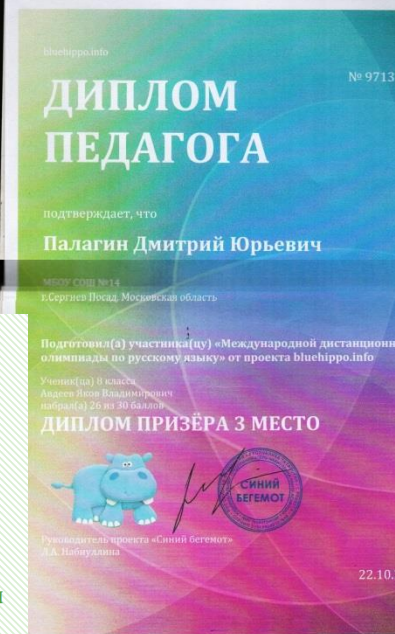 bluehippo.info
№ 9713
ДИПЛОМ
ПЕДАГОГА
подтверждает, что
Палагин Дмитрий Юрьевич
МБОУ СОШ №14
г.Сергиев Посад, Московская область
Подготовил(а) участника(цу) «Международной дистанционн
олимпиады по русскому языку» от проекта bluehippo.info
Ученик(ца) 8 класса
Авдеев Яков Владимирович
набрал(а) 26 из 30 баллов
ДИПЛОМ ПРИЗЁРА 3 МЕСТО
СИНИЙ
БЕГЕМОТ
Руководитель проекта «Синий бегемот»
Л.А. Набиуллина
22.10.